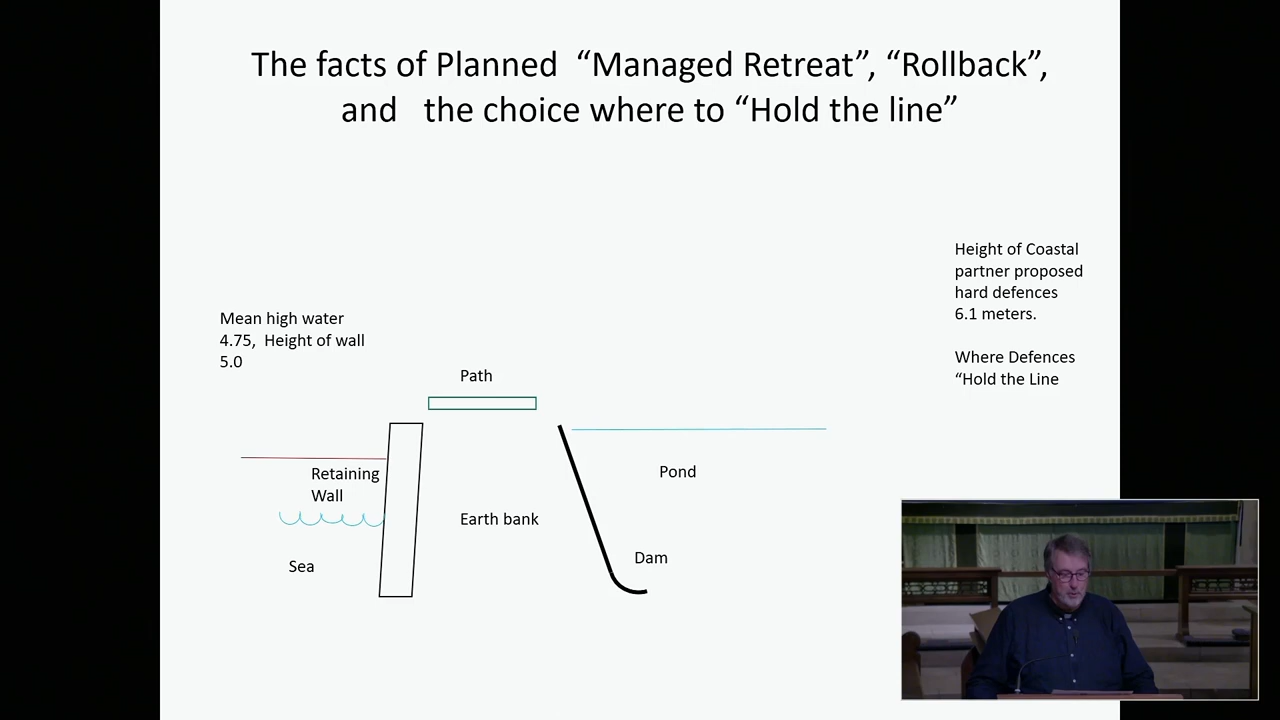 The facts of Planned “Managed Retreat”, “Rollback”,
and the choice where to “Hold the line”
Height of Coastal
partner proposed
hard defences
6.1 meters.
Where Defences
“Hold the Line
Mean high water
4.75, Height of wall
5.0
Path
Retaining
Wall
Pond
Earth bank
Sea
Dam